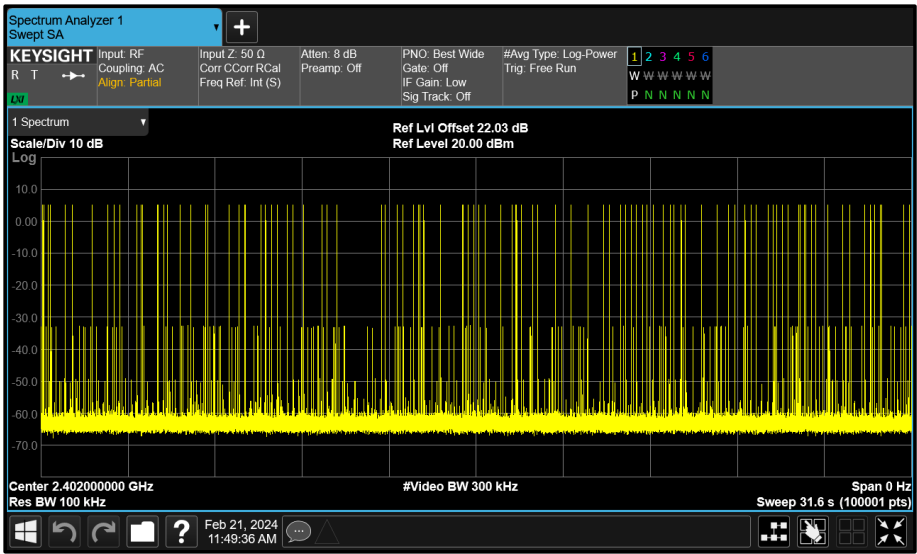 Spectrum Analyzer 1
Swept SA
+
KEYSIGHT Input: RF Input Z: 50 Ω Atten: 8 dB PNO: Best Wide #Avg Type: Log-Power 1 2 3 4 5 6
R T Coupling: AC Corr CCorr RCal Preamp: Off Gate: Off Trig: Free Run W W W W W W
Align: Partial Freq Ref: Int (S) IF Gain: Low
LXI Sig Track: Off P N N N N N
1 Spectrum
Ref Lvl Offset 22.03 dB
Scale/Div 10 dB Ref Level 20.00 dBm
Log
10.0
0.00
-10.0
-20.0
-30.0
-40.0
-50.0
-60.0
-70.0
Center 2.402000000 GHz #Video BW 300 kHz Span 0 Hz
Res BW 100 kHz Sweep 31.6 s (100001 pts)
? Feb 21, 2024
11:49:36 AM